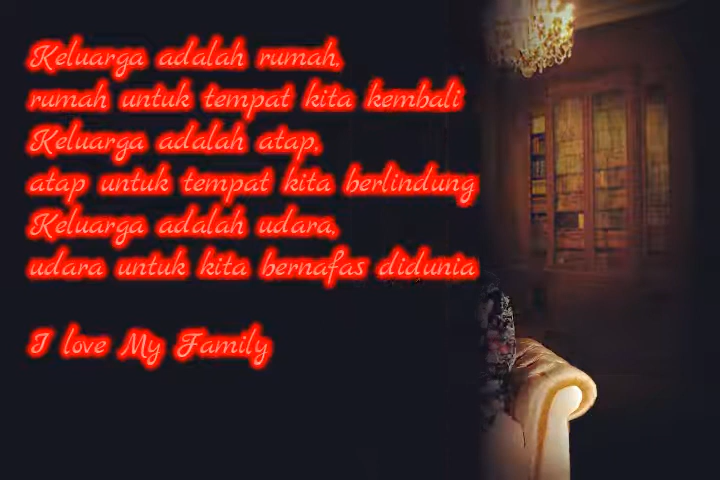 Keluarga adalah rumah,
rumah untuk tempat kita kembali
Keluarga adalah atap,
atap untuk tempat kita berlindung
Keluarga adalah udara,
udara untuk kita bernafas didunia
I love My Family